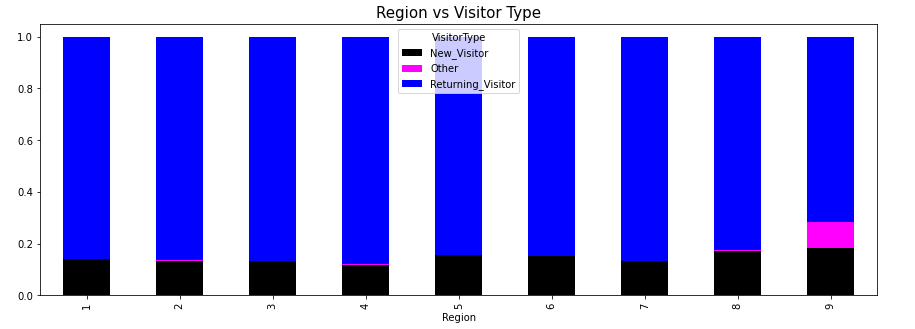 Region vs Visitor Type
VisitorType
New_Visitor
Other
Returning_Visitor
1.0
0.8
0.6
0.4
0.2
0.0
1 2 3 4 5 6 7 8 9
Region